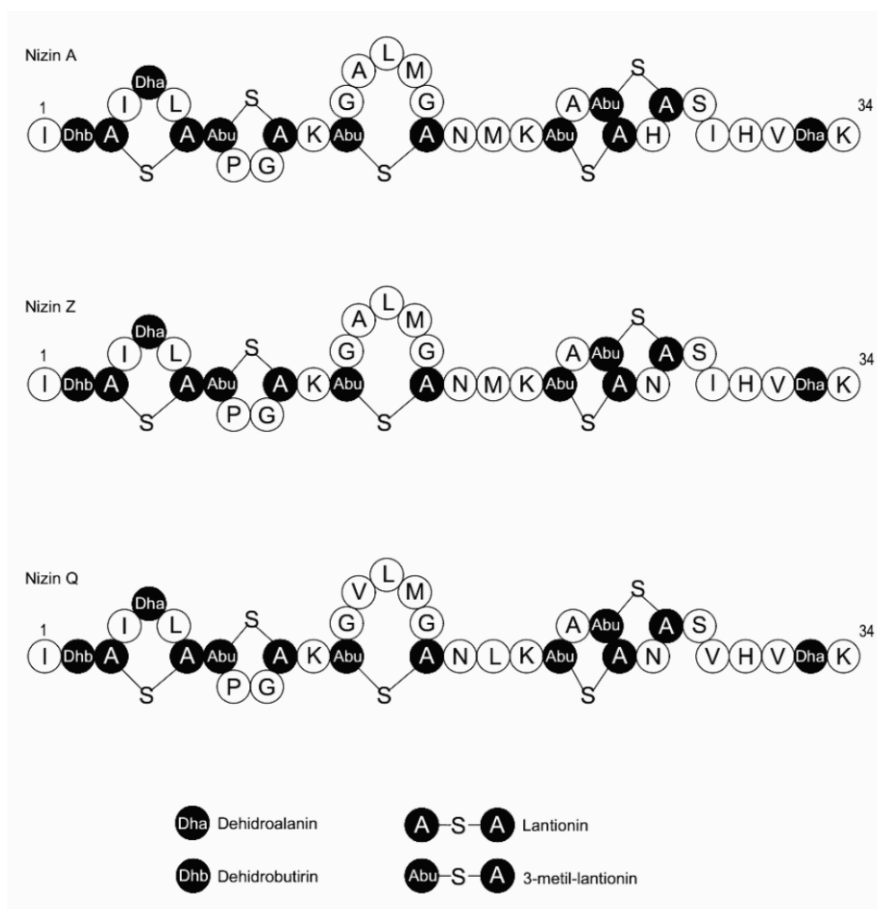 Nizin A
1 34
I Dhb A I Dha L A S Abu P G A S K Abu G A L M G A S N M K Abu A Abu S A S H A S I H V Dha K
Nizin Z
1 34
I Dhb A I Dha L A S Abu P G A S K Abu G A L M G A S N M K Abu A Abu S A S N A S I H V Dha K
Nizin Q
1 34
I Dhb A I Dha L A S Abu P G A S K Abu G V L M G A S N L K Abu A Abu S A S N A S V H V Dha K
Dha Dehidroalanin
A S A Lantionin
Dhb Dehidrobutirin
Abu S A 3-metil-lantionin